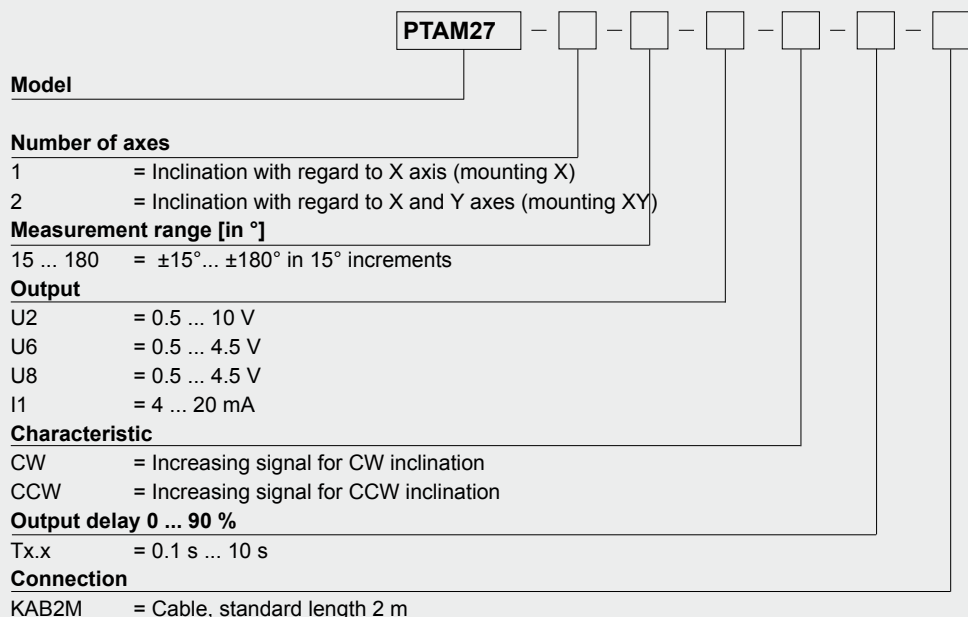 PTAM27 – – – – – –
Model
Number of axes
1 = Inclination with regard to X axis (mounting X)
2 = Inclination with regard to X and Y axes (mounting XY)
Measurement range [in °]
15 ... 180 = ±15°... ±180° in 15° increments
Output
U2 = 0.5 ... 10 V
U6 = 0.5 ... 4.5 V
U8 = 0.5 ... 4.5 V
I1 = 4 ... 20 mA
Characteristic
CW = Increasing signal for CW inclination
CCW = Increasing signal for CCW inclination
Output delay 0 ... 90 %
Tx.x = 0.1 s ... 10 s
Connection
KAB2M = Cable, standard length 2 m